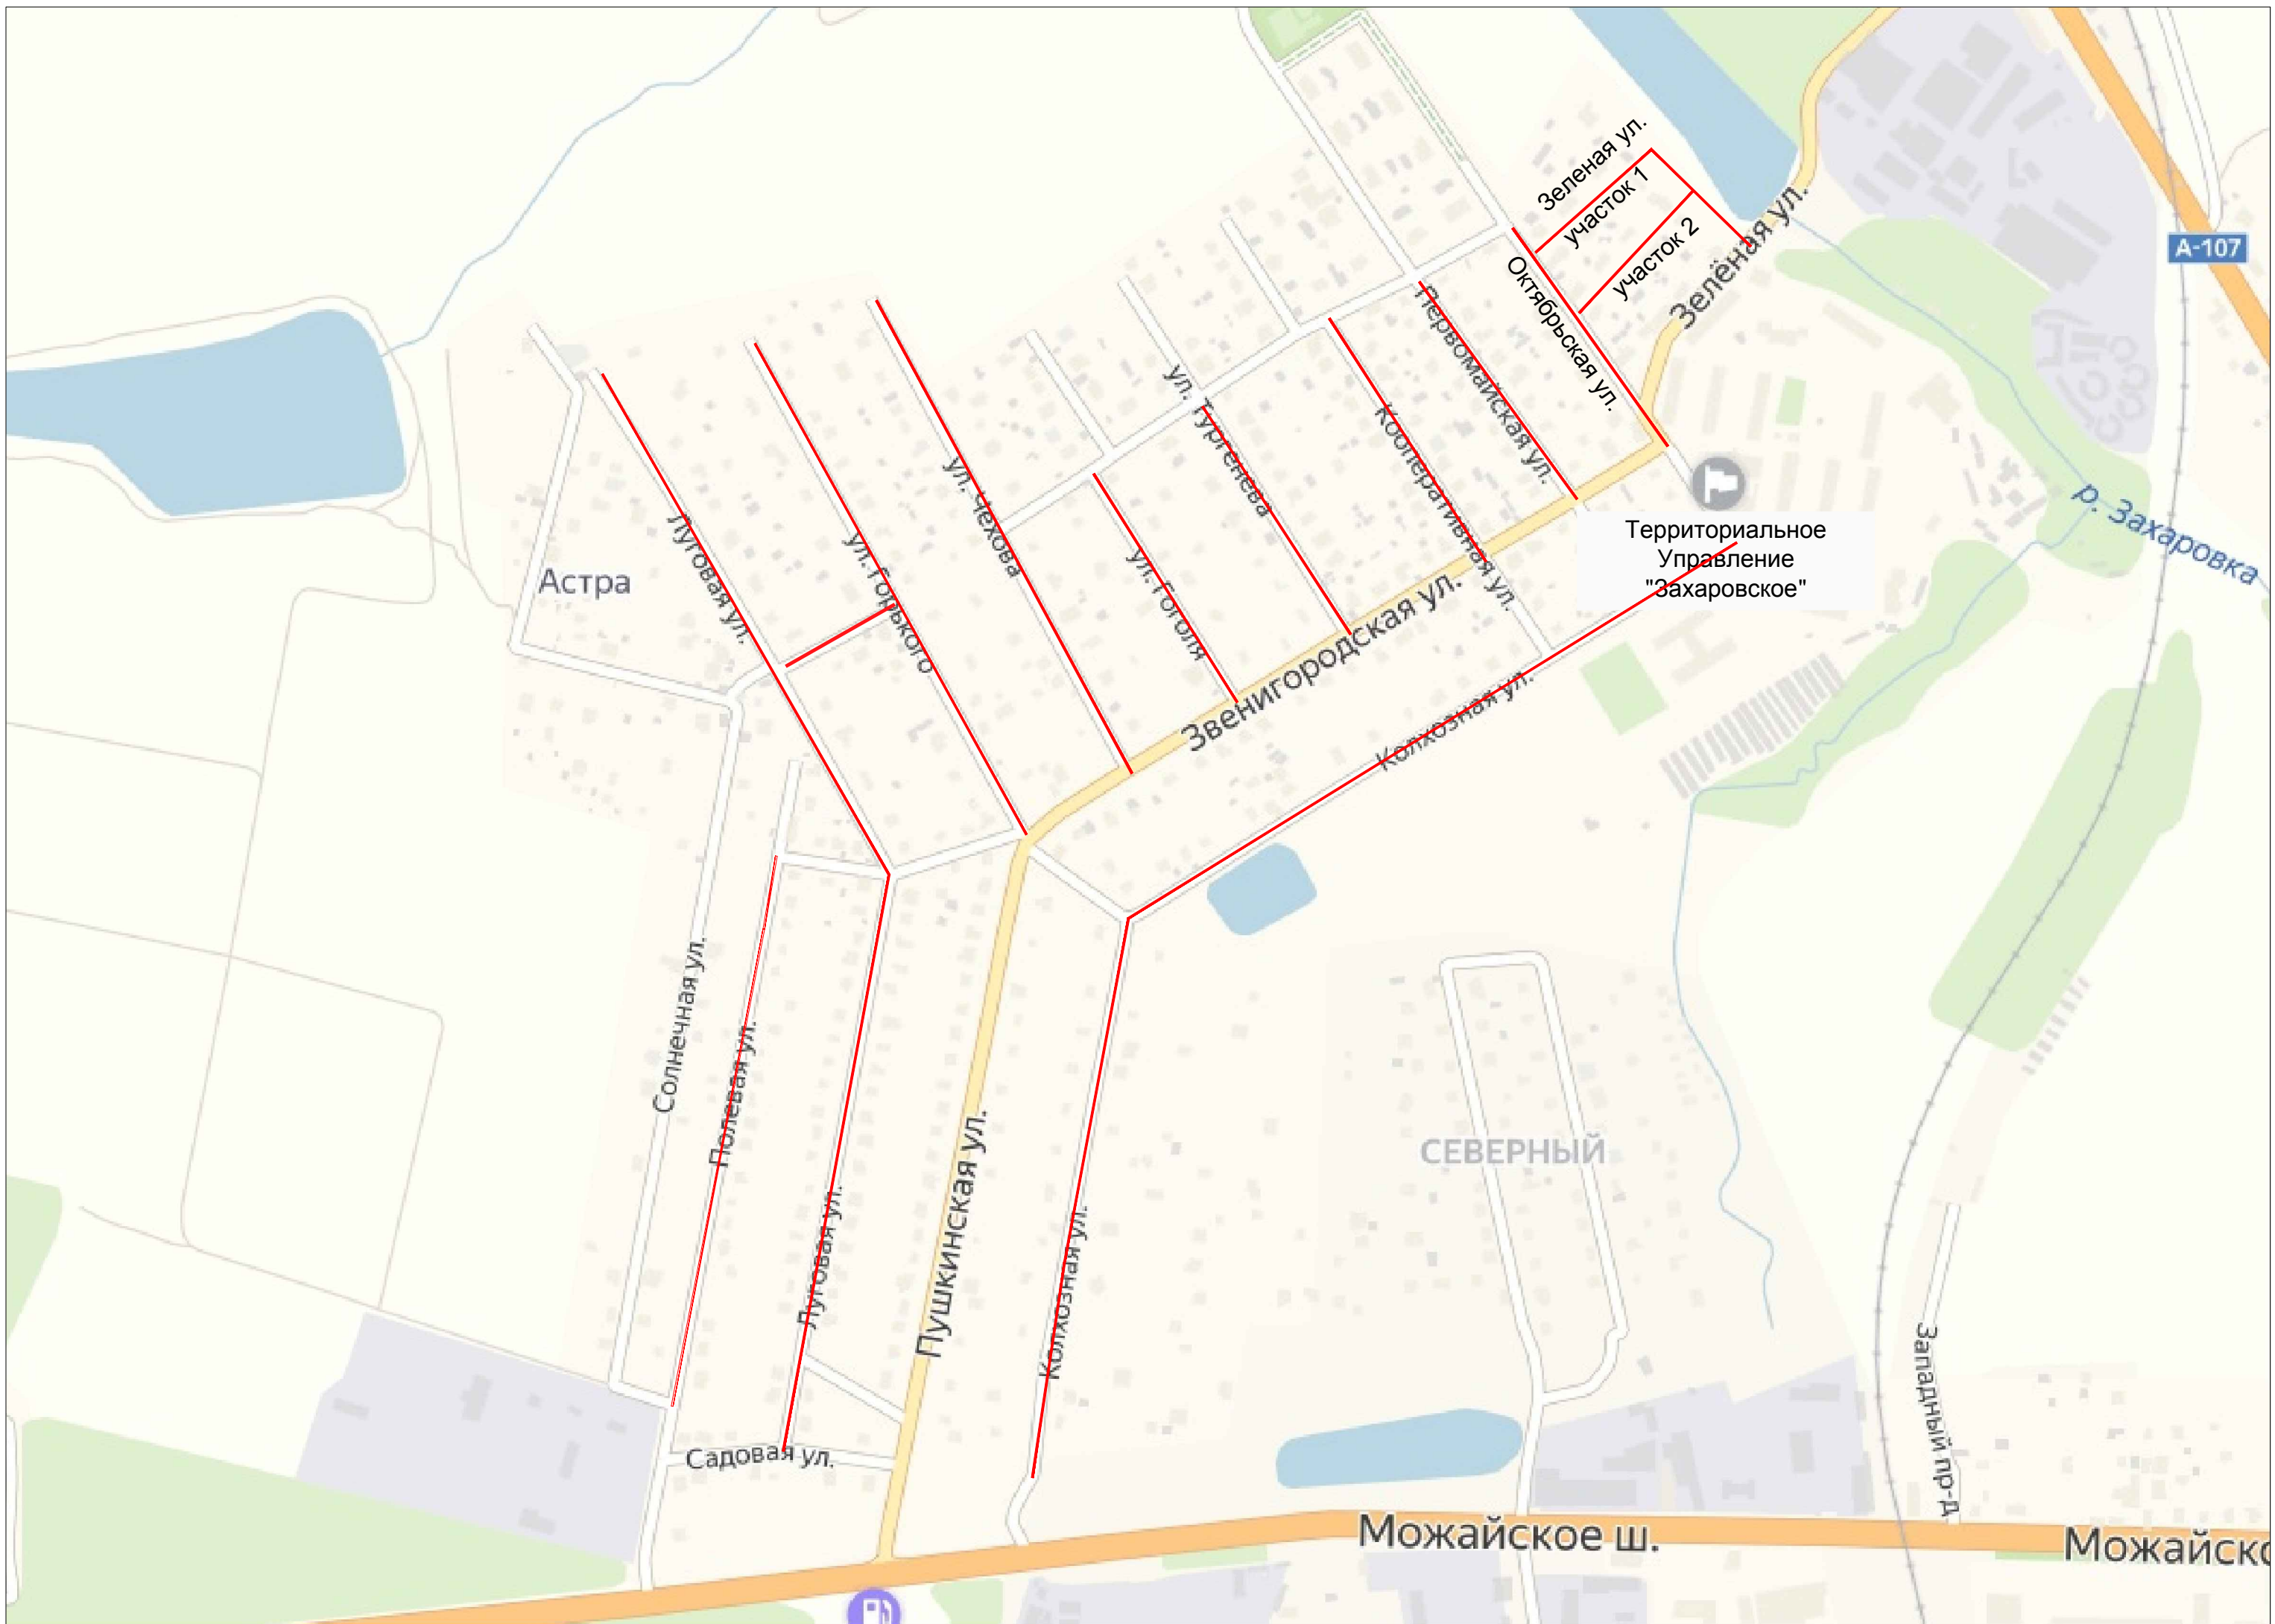 Зеленая ул.
участок 1
участок 2
Зелёная ул.
А-107
Октябрьская ул.
Первомайская ул.
Кооперативная ул.
ул. Тургенева
ул. Чехова
ул. Гоголя
ул. Горького
Луговая ул.
Астра
р. Захаровка
Территориальное
Управление
"Захаровское"
Звенигородская ул.
Колхозная ул.
Солнечная ул.
Полевая ул.
Луговая ул.
Пушкинская ул.
Колхозная ул.
СЕВЕРНЫЙ
Западный пр-д
Садовая ул.
Можайское ш.
Можайско